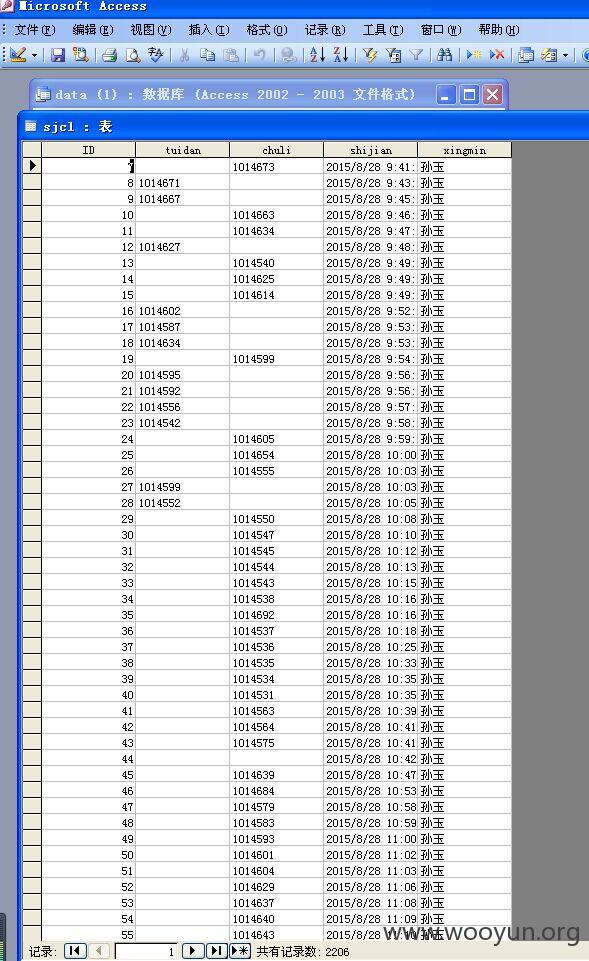 Microsoft Access
文件(F) 编辑(E) 视图(V) 插入(I) 格式(O) 记录(R) 工具(T) 窗口(W) 帮助(H)
data (1) : 数据库 (Access 2002 - 2003 文件格式)
sjcl : 表
ID tuidan chuli shijian xingmin
7 1014673 2015/8/28 9:41: 孙玉
8 1014671 2015/8/28 9:43: 孙玉
9 1014667 2015/8/28 9:45: 孙玉
10 1014663 2015/8/28 9:46: 孙玉
11 1014634 2015/8/28 9:47: 孙玉
12 1014627 2015/8/28 9:48: 孙玉
13 1014540 2015/8/28 9:49: 孙玉
14 1014625 2015/8/28 9:49: 孙玉
15 1014614 2015/8/28 9:49: 孙玉
16 1014602 2015/8/28 9:52: 孙玉
17 1014587 2015/8/28 9:53: 孙玉
18 1014634 2015/8/28 9:53: 孙玉
19 1014599 2015/8/28 9:54: 孙玉
20 1014595 2015/8/28 9:56: 孙玉
21 1014592 2015/8/28 9:56: 孙玉
22 1014556 2015/8/28 9:57: 孙玉
23 1014542 2015/8/28 9:58: 孙玉
24 1014605 2015/8/28 9:59: 孙玉
25 1014654 2015/8/28 10:00 孙玉
26 1014555 2015/8/28 10:03 孙玉
27 1014599 2015/8/28 10:03 孙玉
28 1014552 2015/8/28 10:05 孙玉
29 1014550 2015/8/28 10:08 孙玉
30 1014547 2015/8/28 10:10 孙玉
31 1014545 2015/8/28 10:12 孙玉
32 1014544 2015/8/28 10:13 孙玉
33 1014543 2015/8/28 10:15 孙玉
34 1014538 2015/8/28 10:16 孙玉
35 1014692 2015/8/28 10:16 孙玉
36 1014537 2015/8/28 10:18 孙玉
37 1014536 2015/8/28 10:25 孙玉
38 1014535 2015/8/28 10:33 孙玉
39 1014534 2015/8/28 10:35 孙玉
40 1014531 2015/8/28 10:35 孙玉
41 1014563 2015/8/28 10:39 孙玉
42 1014564 2015/8/28 10:41 孙玉
43 1014575 2015/8/28 10:41 孙玉
44 2015/8/28 10:42 孙玉
45 1014639 2015/8/28 10:47 孙玉
46 1014684 2015/8/28 10:53 孙玉
47 1014579 2015/8/28 10:58 孙玉
48 1014583 2015/8/28 10:59 孙玉
49 1014593 2015/8/28 11:00 孙玉
50 1014601 2015/8/28 11:02 孙玉
51 1014604 2015/8/28 11:03 孙玉
52 1014629 2015/8/28 11:06 孙玉
53 1014637 2015/8/28 11:08 孙玉
54 1014640 2015/8/28 11:09 孙玉
55 1014643 2015/8/28 11:10 孙玉
www.wooyun.org
记录: 1 共有记录数: 2206